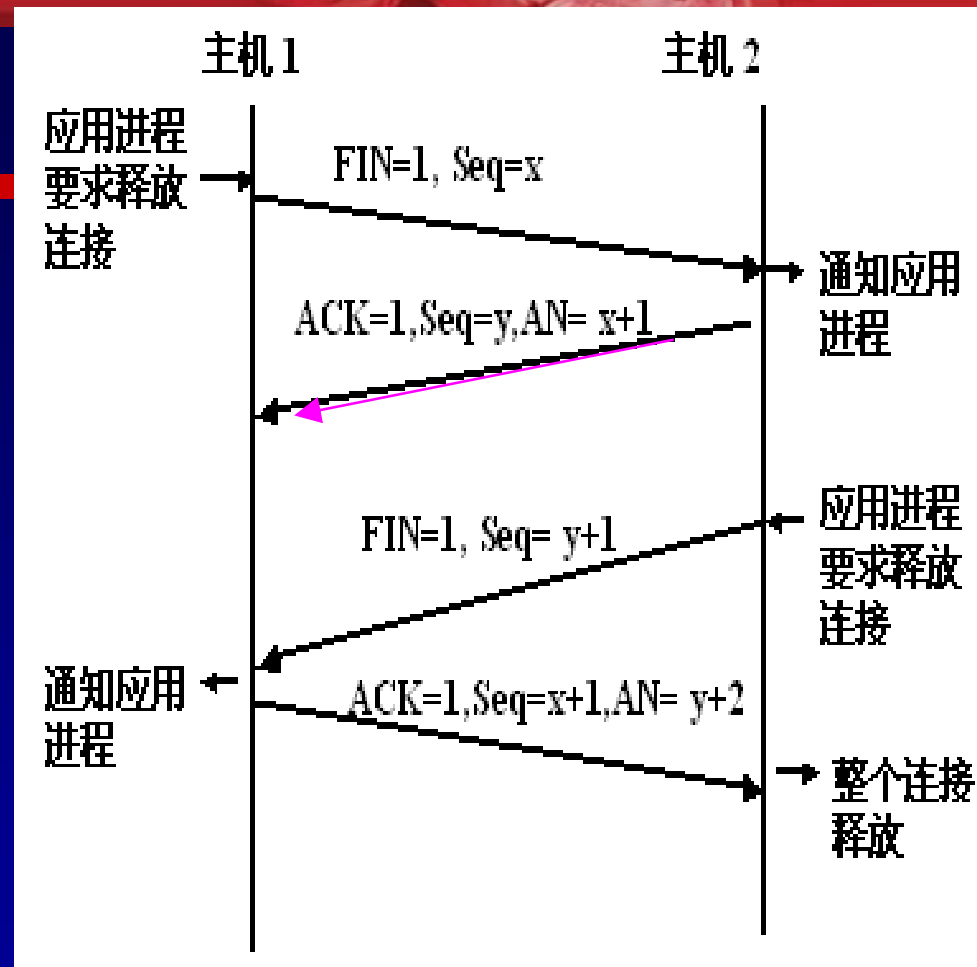 主机 1
主机 2
应用进程
要求释放
连接
FIN=1, Seq=x
通知应用
进程
ACK=1,Seq=y,AN= x+1
应用进程
要求释放
连接
FIN=1, Seq= y+1
通知应用
进程
ACK=1,Seq=x+1,AN= y+2
整个连接
释放